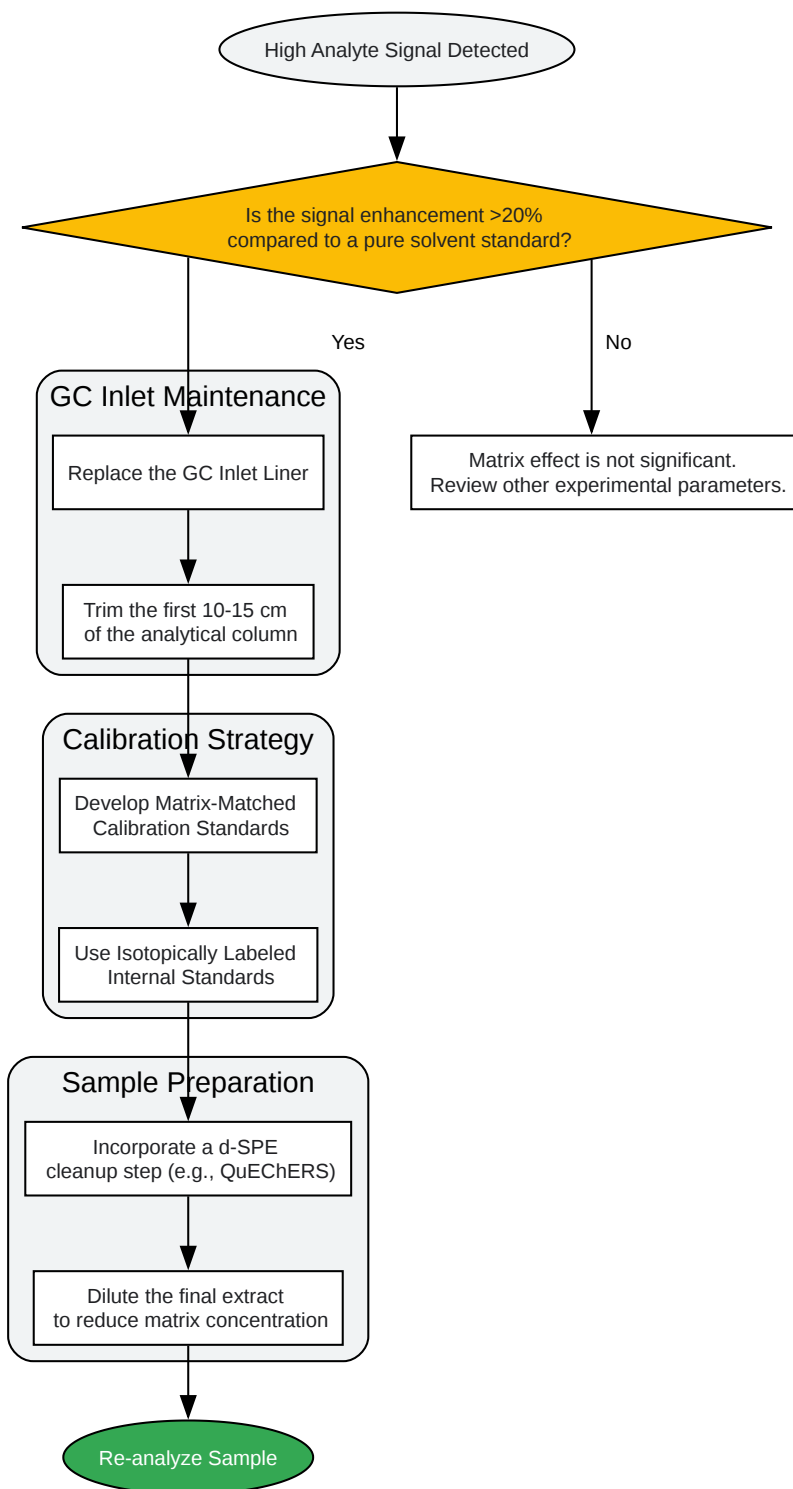 High Analyte Signal Detected
Is the signal enhancement >20%
compared to a pure solvent standard?
Yes
No
GC Inlet Maintenance
Replace the GC Inlet Liner
Matrix effect is not significant.
Review other experimental parameters.
Trim the first 10-15 cm
of the analytical column
Calibration Strategy
Develop Matrix-Matched
Calibration Standards
Use Isotopically Labeled
Internal Standards
Sample Preparation
Incorporate a d-SPE
cleanup step (e.g., QuEChERS)
Dilute the final extract
to reduce matrix concentration
Re-analyze Sample